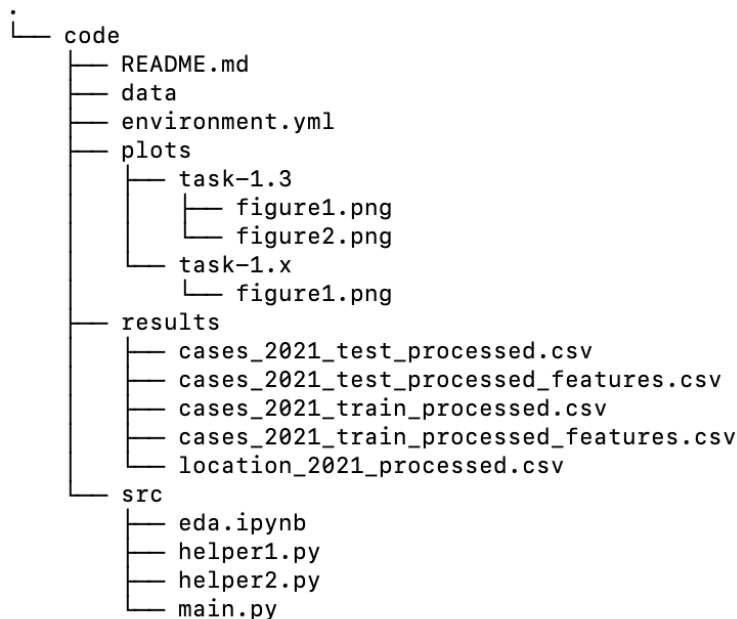 .
└── code
    ├── README.md
    ├── data
    ├── environment.yml
    ├── plots
    │   ├── task-1.3
    │   │   ├── figure1.png
    │   │   └── figure2.png
    │   └── task-1.x
    │       └── figure1.png
    ├── results
    │   ├── cases_2021_test_processed.csv
    │   ├── cases_2021_test_processed_features.csv
    │   ├── cases_2021_train_processed.csv
    │   ├── cases_2021_train_processed_features.csv
    │   └── location_2021_processed.csv
    └── src
        ├── eda.ipynb
        ├── helper1.py
        ├── helper2.py
        └── main.py